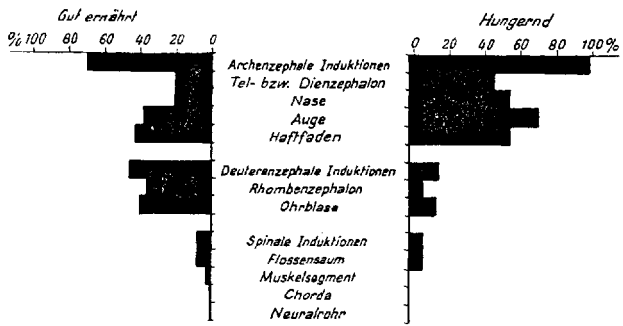 Gut ernährt
Hungernd
% 100 80 60 40 20 0
0 20 40 60 80 100 %
Archenzephale Induktionen
Tel- bzw. Dienzephalon
Nase
Auge
Haftfaden
Deuterenzephale Induktionen
Rhombenzephalon
Ohrblase
Spinale Induktionen
Flossensaum
Muskelsegment
Chorda
Neuralrohr